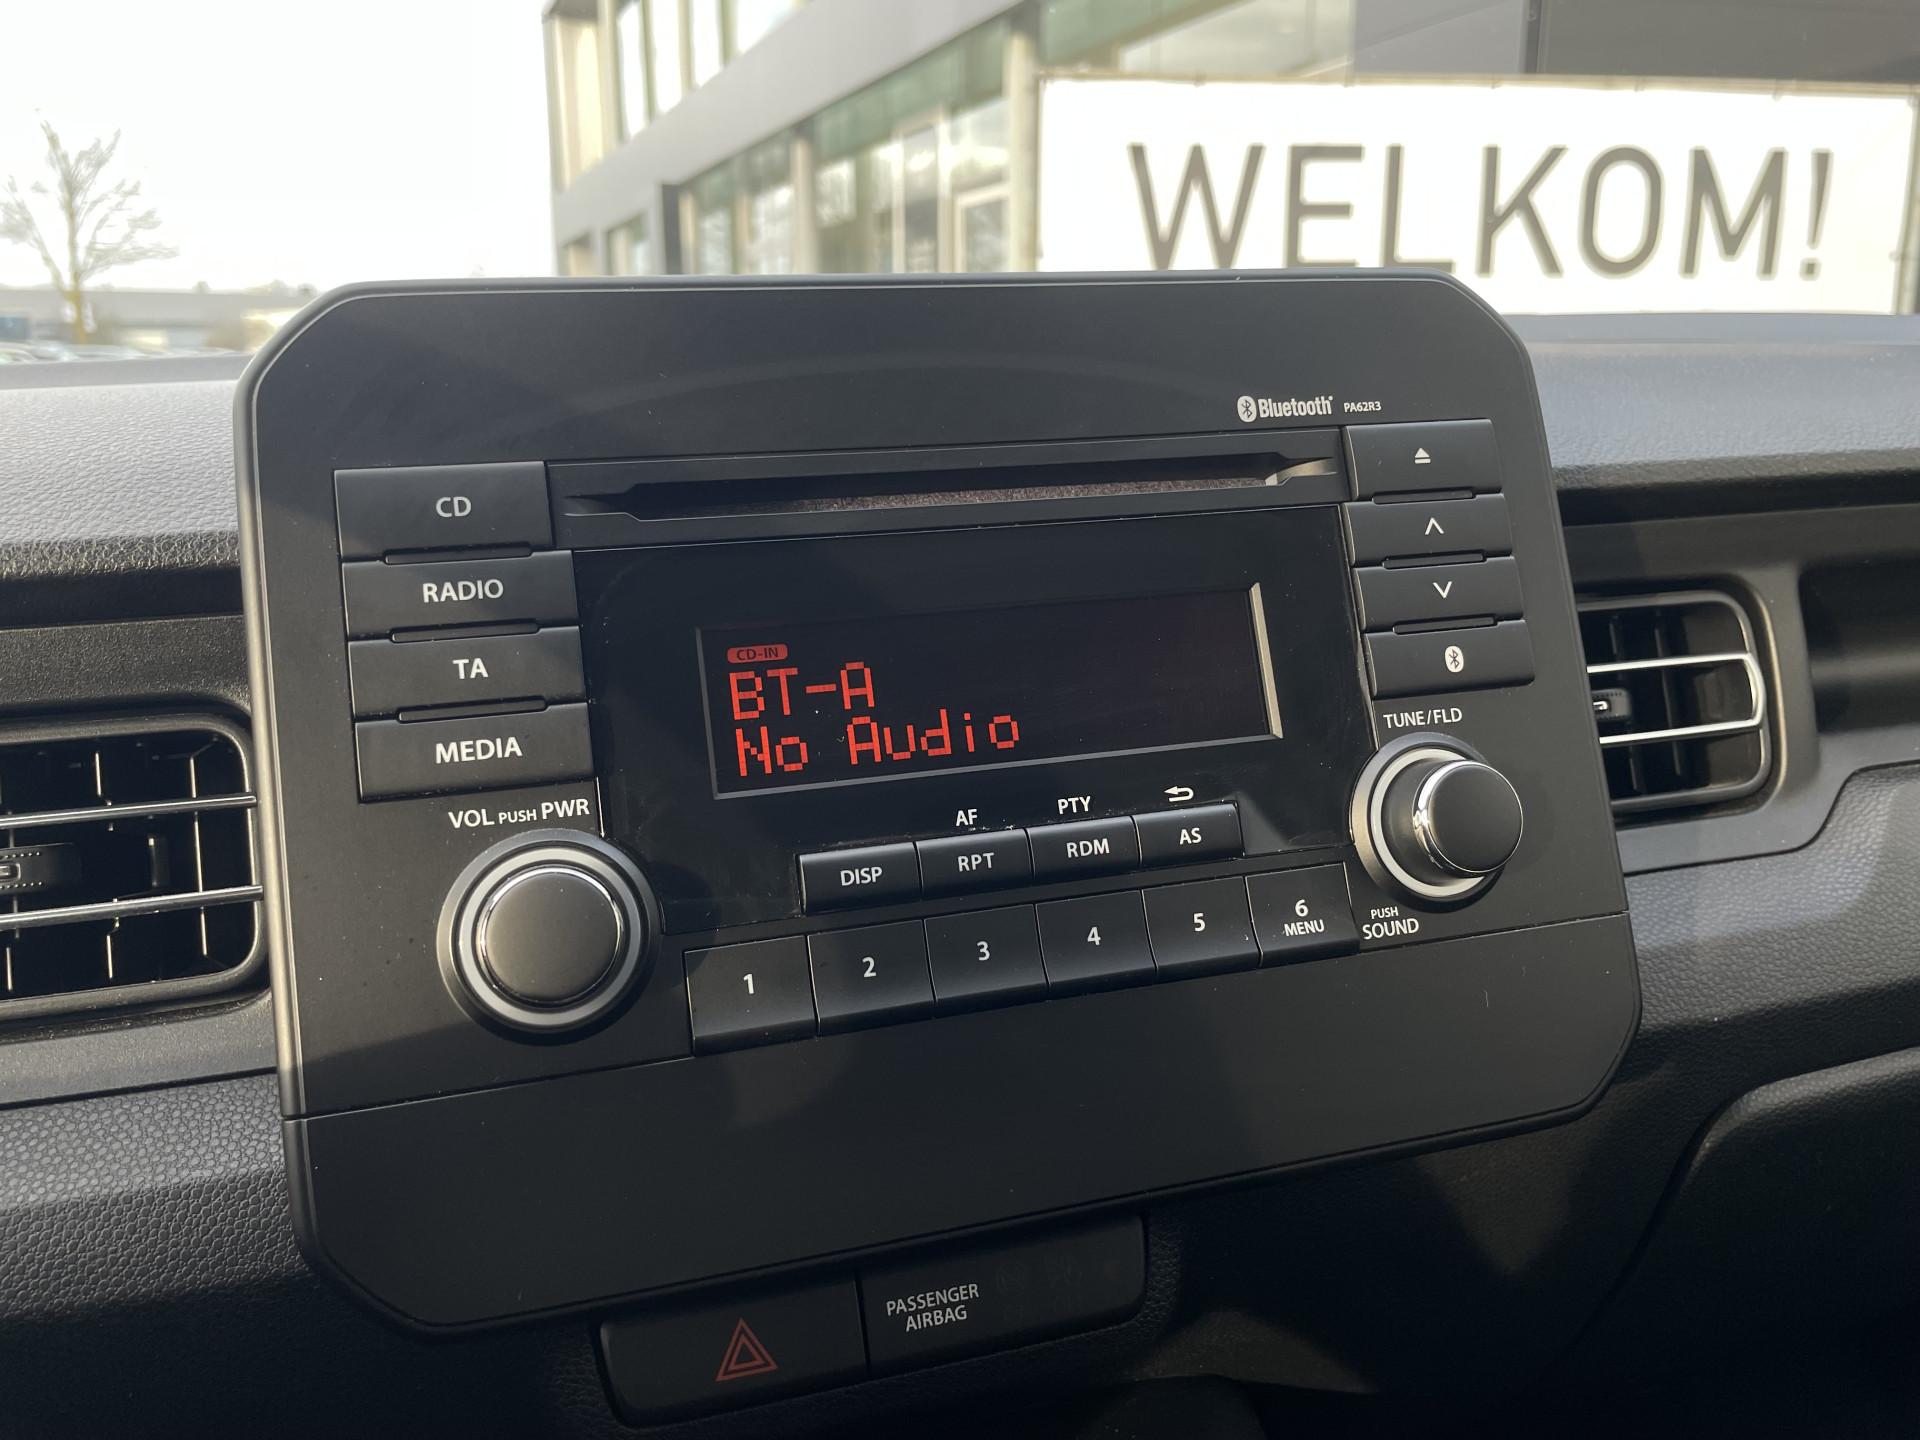 WELKOM!
Bluetooth PA62R3
CD
RADIO
TA
MEDIA
CD-IN
BT-A
No Audio
TUNE/FLD
VOL PUSH PWR
AF
PTY
DISP
RPT
RDM
AS
1
2
3
4
5
6
MENU
PUSH
SOUND
PASSENGER
AIRBAG